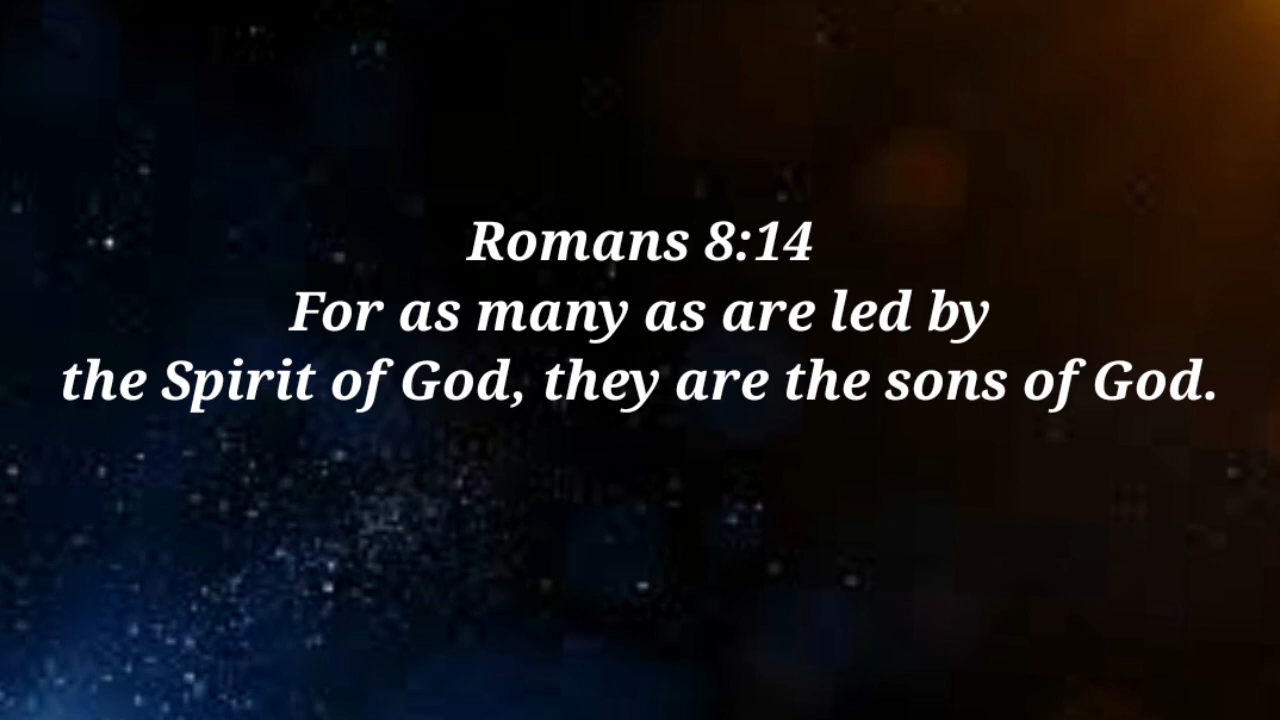 Romans 8:14
For as many as are led by
the Spirit of God, they are the sons of God.